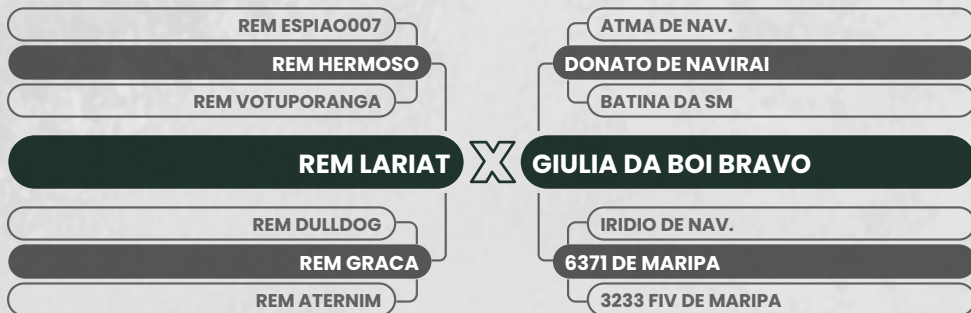 REM ESPIAO007
REM HERMOSO
REM VOTUPORANGA
REM LARIAT
REM DULLDOG
REM GRACA
REM ATERNIM
X
ATMA DE NAV.
DONATO DE NAVIRAI
BATINA DA SM
GIULIA DA BOI BRAVO
IRIDIO DE NAV.
6371 DE MARIPA
3233 FIV DE MARIPA